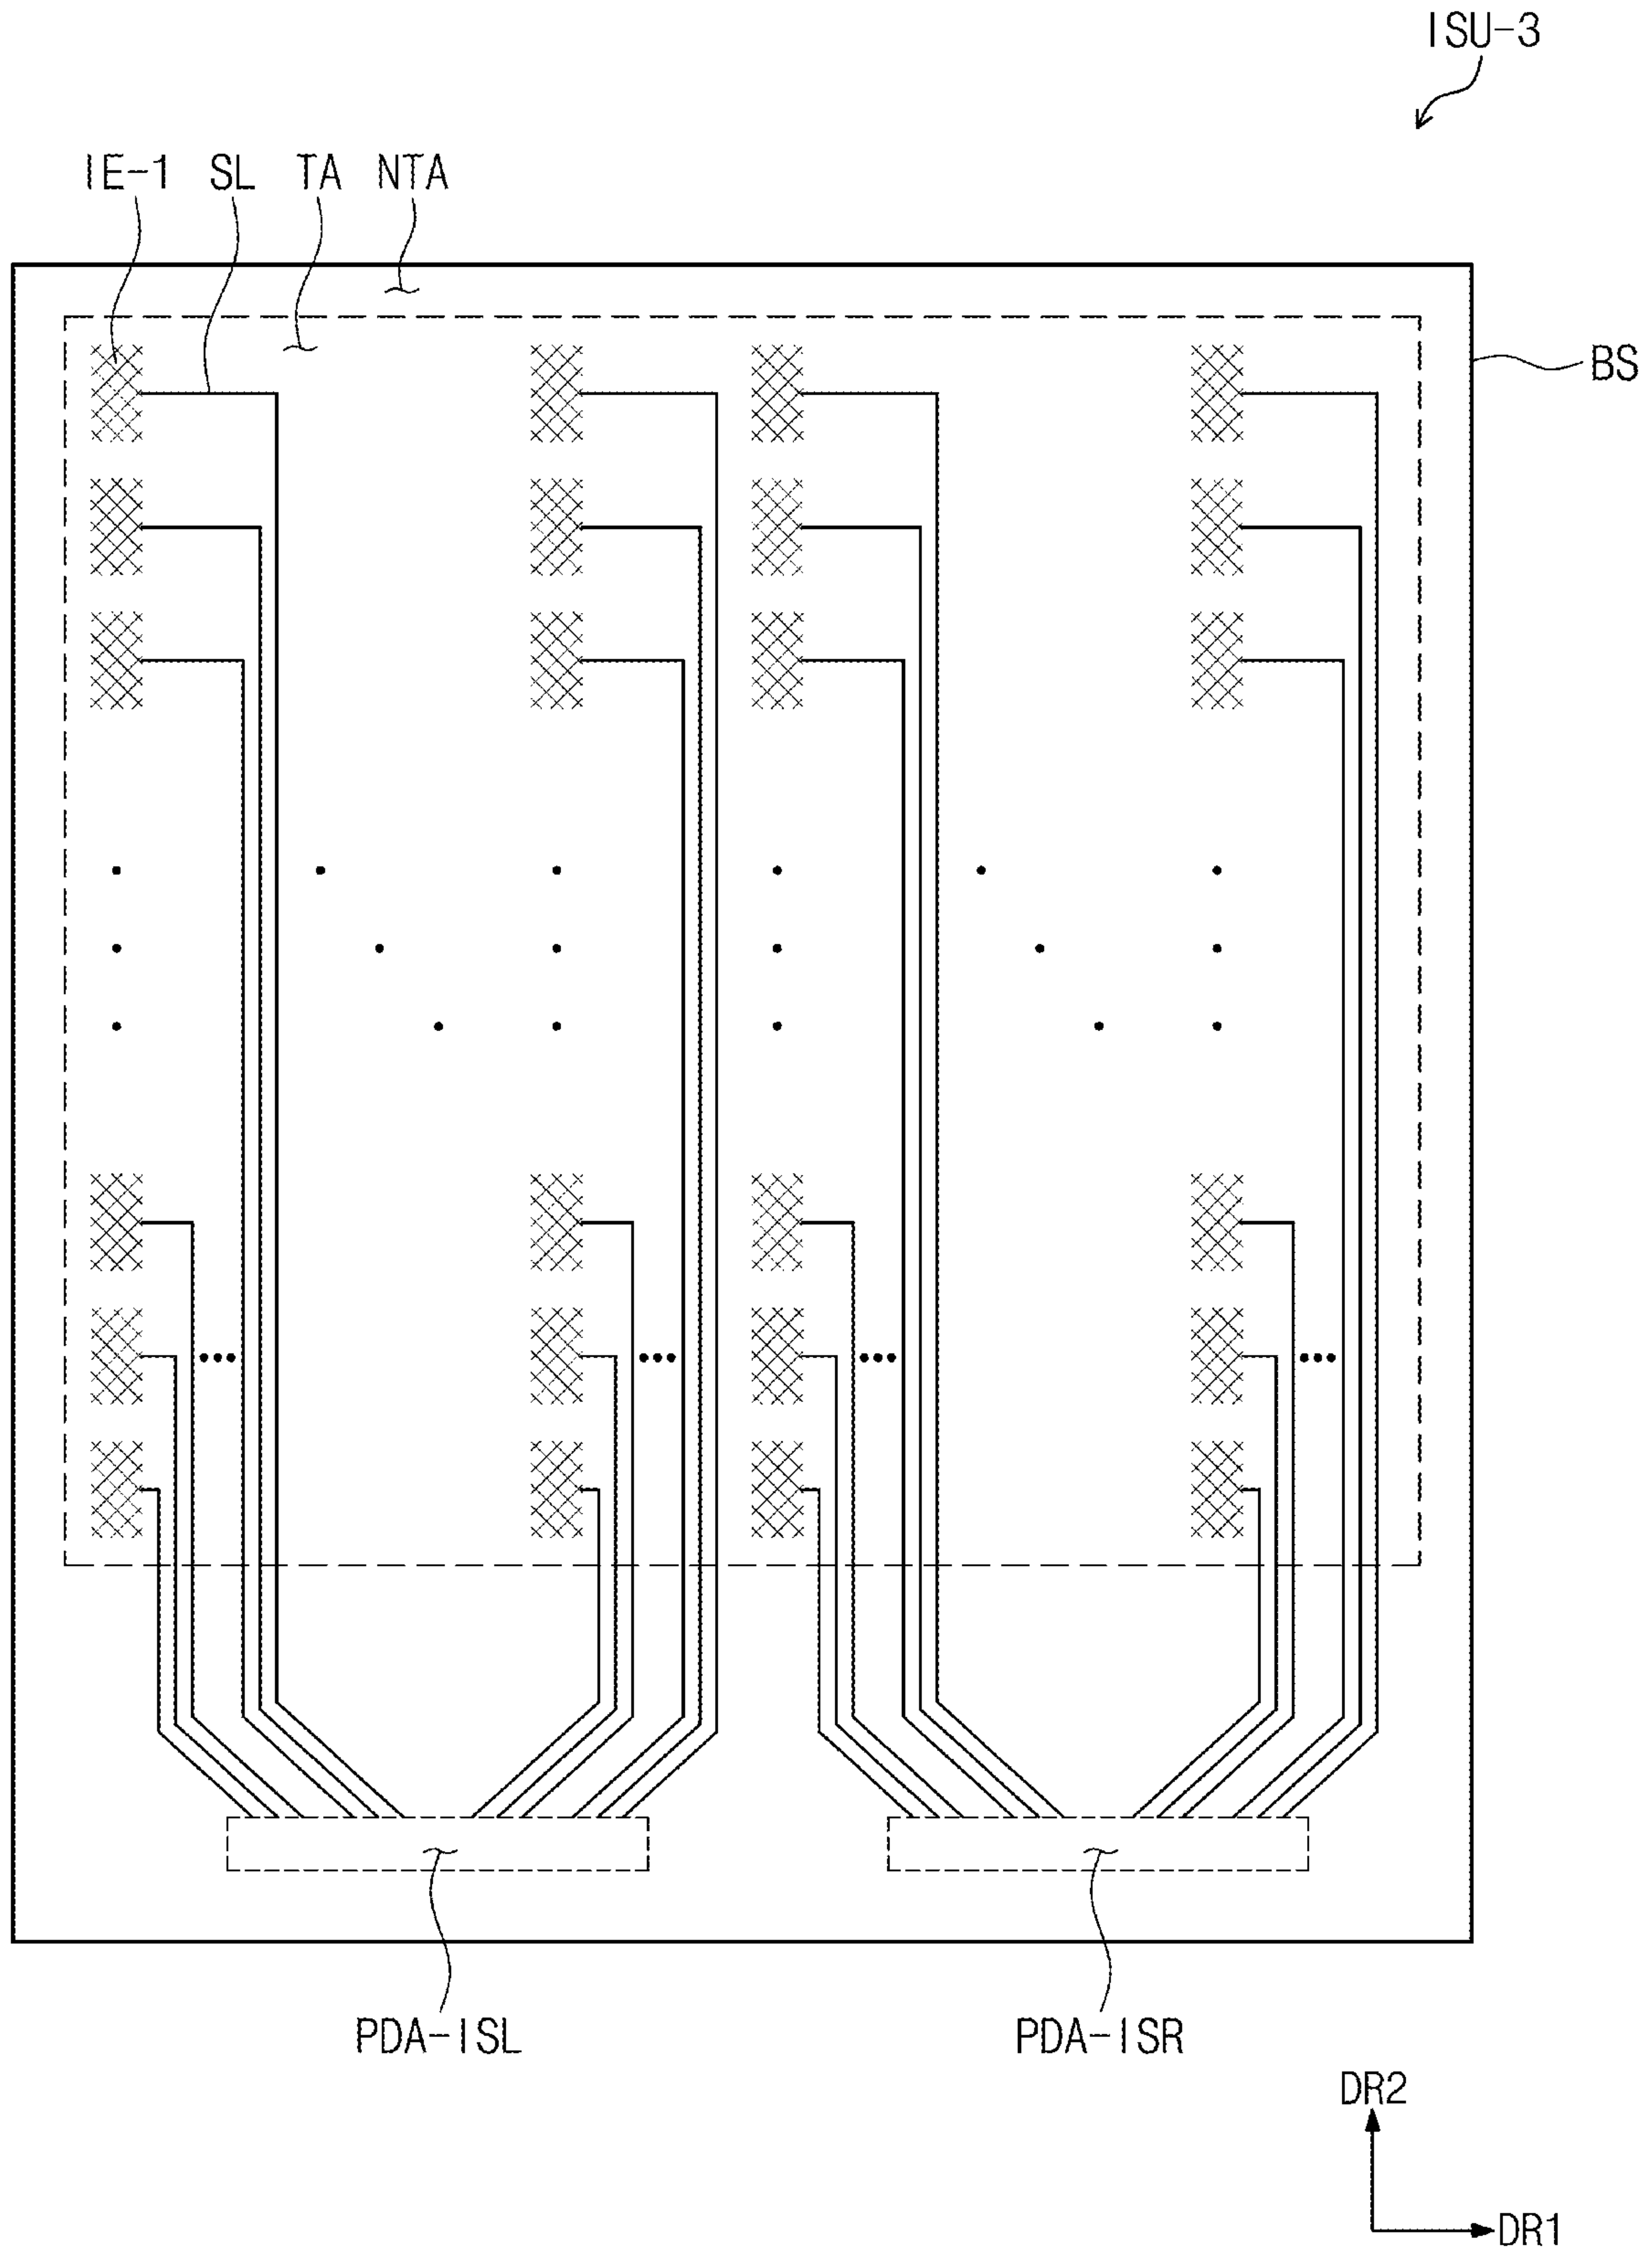 ISU-3
IE-1 SL TA NTA
BS
PDA-ISL PDA-ISR
DR2
DR1